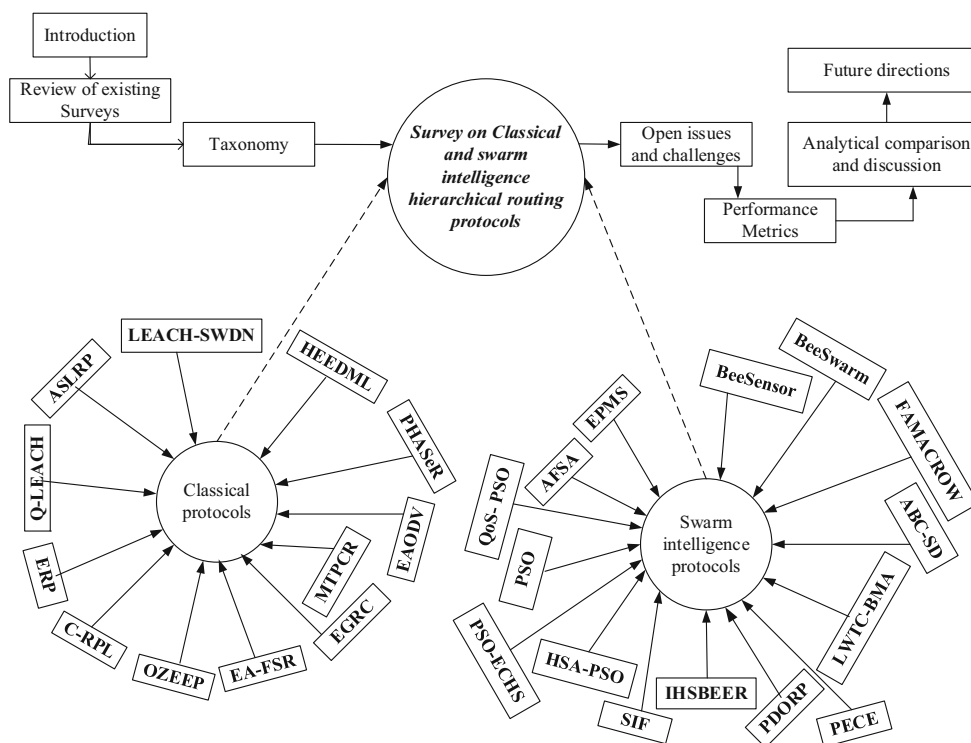 Introduction
Review of existing
Surveys
Taxonomy
Survey on Classical
and swarm
intelligence
hierarchical routing
protocols
Open issues
and challenges
Performance
Metrics
Analytical comparison
and discussion
Future directions
LEACH-SWDN
HEEDML
ASLRP
PHASeR
Q-LEACH
Classical
protocols
EAODV
ERP
MTPCR
C-RPL
EGRC
OZEEP
EA-FSR
BeeSwarm
BeeSensor
EPMS
FAMACROW
AFSA
QoS- PSO
ABC-SD
Swarm
intelligence
protocols
PSO
LWTC-BMA
PSO-ECHS
HSA-PSO
IHSBEER
SIF
PDORP
PECE